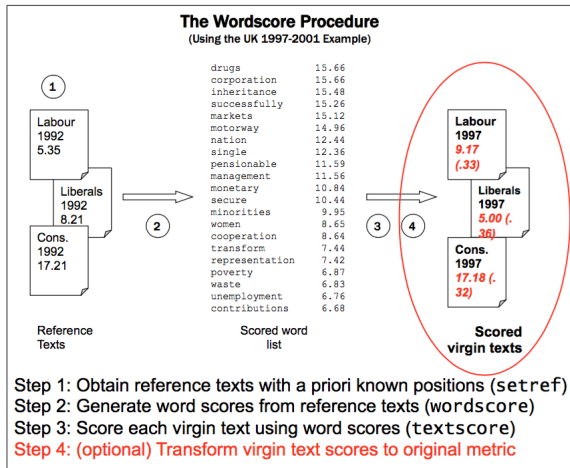 The Wordscore Procedure
(Using the UK 1997-2001 Example)
1
Labour
1992
5.35
Liberals
1992
8.21
Cons.
1992
17.21
Reference
Texts
2
drugs 15.66
corporation 15.66
inheritance 15.48
successfully 15.26
markets 15.12
motorway 14.96
nation 12.44
single 12.36
pensionable 11.59
management 11.56
monetary 10.84
secure 10.44
minorities 9.95
women 8.65
cooperation 8.64
transform 7.44
representation 7.42
poverty 6.87
waste 6.83
unemployment 6.76
contributions 6.68
Scored word
list
3 4
Labour
1997
9.17
(.33)
Liberals
1997
5.00 (.
36)
Cons.
1997
17.18 (.
32)
Scored
virgin texts
Step 1: Obtain reference texts with a priori known positions (setref)
Step 2: Generate word scores from reference texts (wordscore)
Step 3: Score each virgin text using word scores (textscore)
Step 4: (optional) Transform virgin text scores to original metric